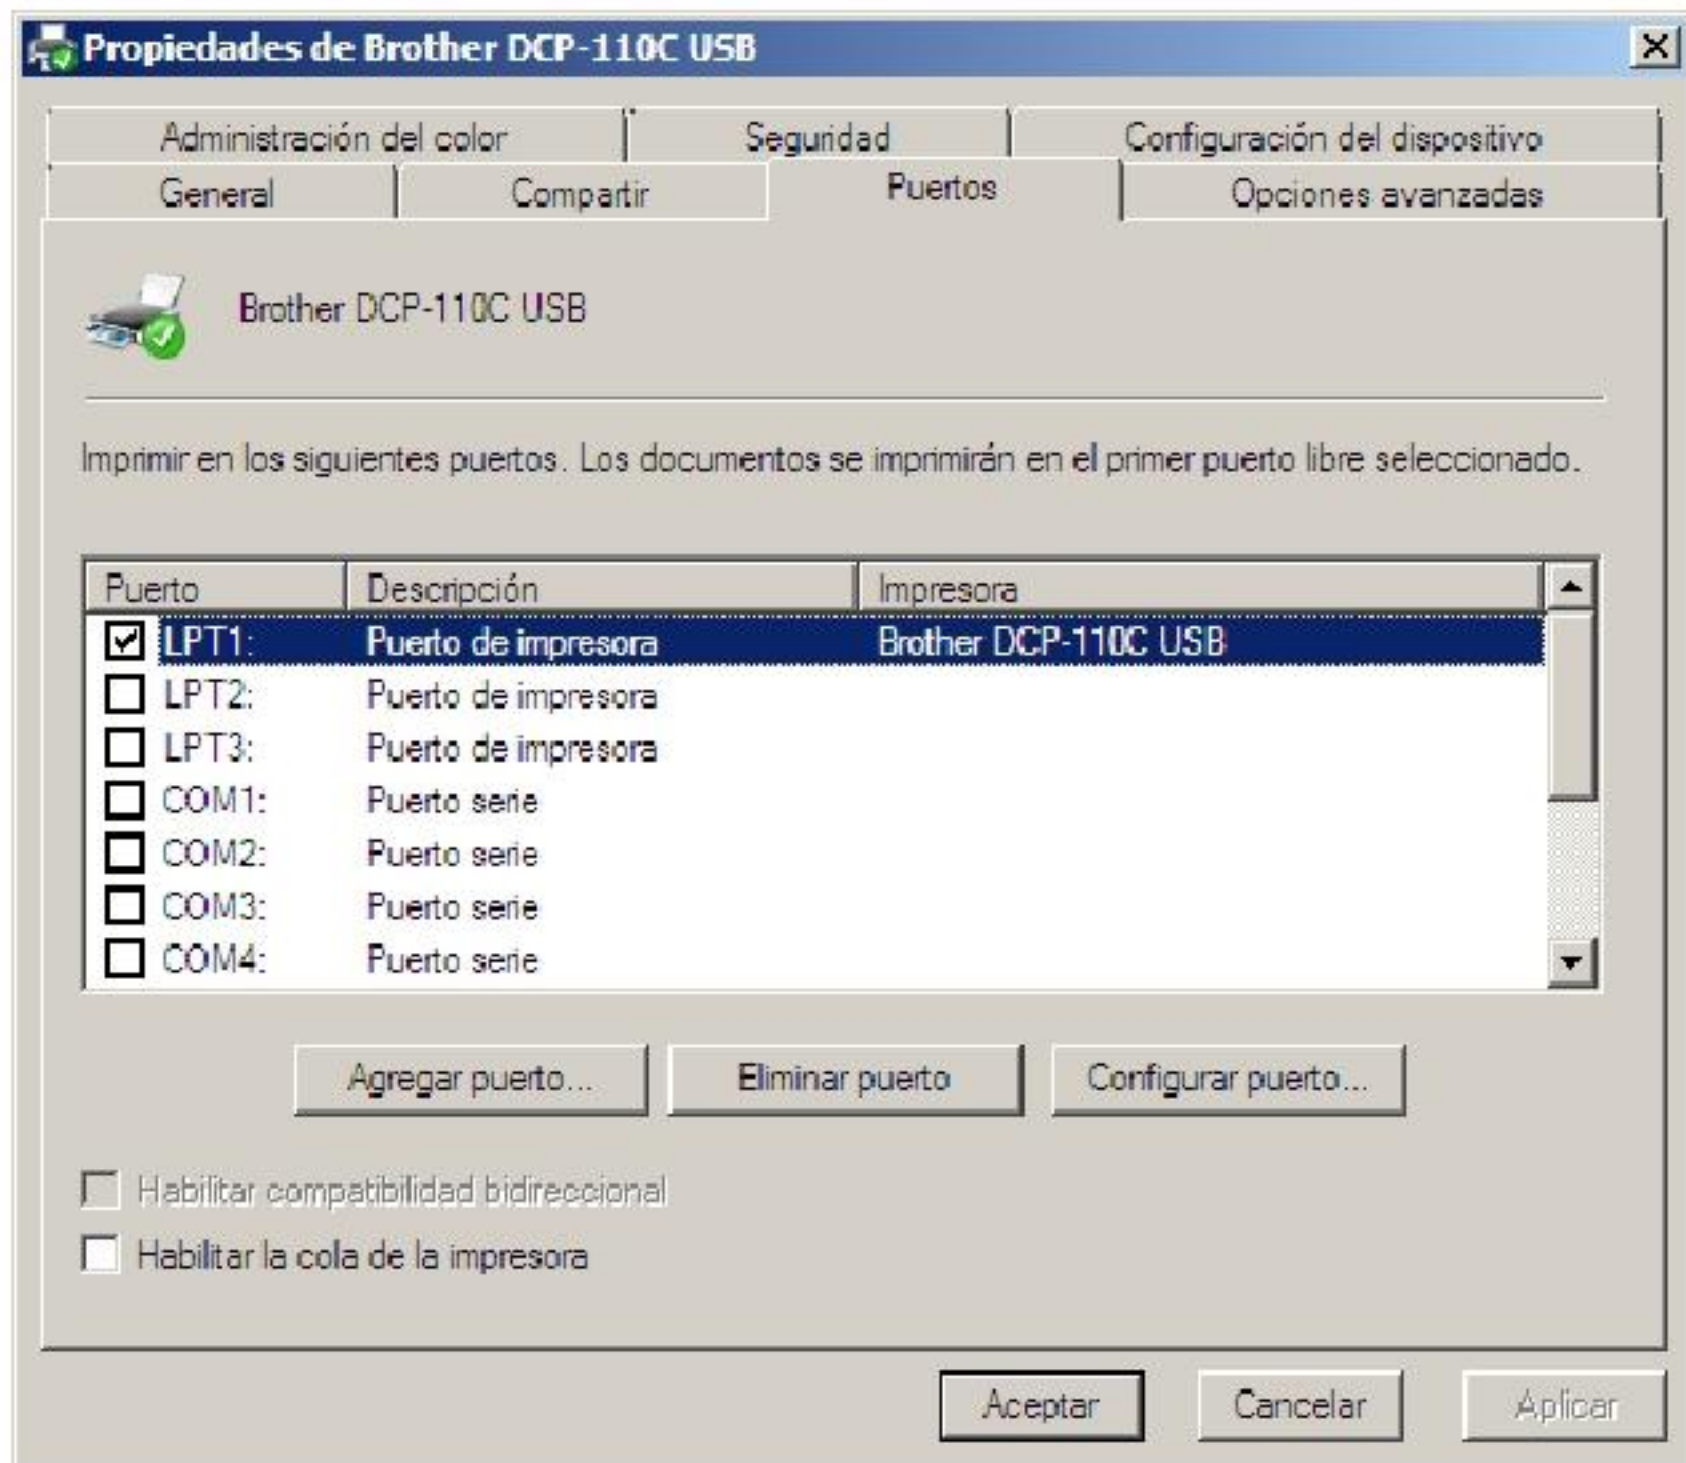 Propiedades de Brother DCP-110C USB
Administración del color Seguridad Configuración del dispositivo
General Compartir Puertos Opciones avanzadas
Brother DCP-110C USB
Imprimir en los siguientes puertos. Los documentos se imprimirán en el primer puerto libre seleccionado.
Puerto Descripción Impresora
LPT1: Puerto de impresora Brother DCP-110C USB
LPT2: Puerto de impresora
LPT3: Puerto de impresora
COM1: Puerto serie
COM2: Puerto serie
COM3: Puerto serie
COM4: Puerto serie
Agregar puerto... Eliminar puerto Configurar puerto...
Habilitar compatibilidad bidireccional
Habilitar la cola de la impresora
Aceptar Cancelar Aplicar